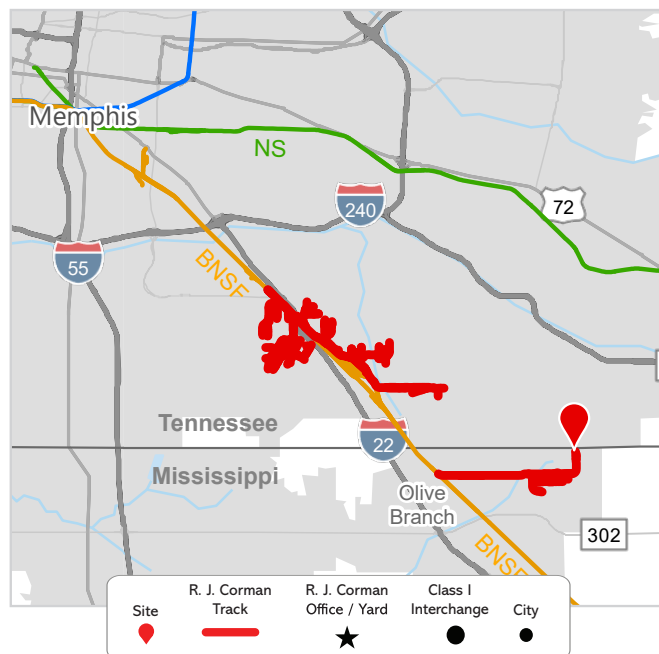 Memphis
NS
72
240
55
BNSF
Tennessee
22
Mississippi
Olive
Branch
302
BNSF
Site
R. J. Corman
Track
R. J. Corman
Office / Yard
Class I
Interchange
City